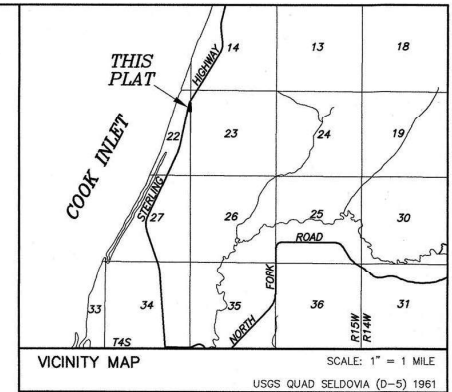 THIS
PLAT
COOK INLET
STERLING
HIGHWAY
14
13
18
22
23
24
19
27
26
25
30
33
34
35
36
31
NORTH
FORK
ROAD
T4S
R15W
R14W
VICINITY MAP
SCALE: 1" = 1 MILE
USGS QUAD SELDOVIA (D-5) 1961